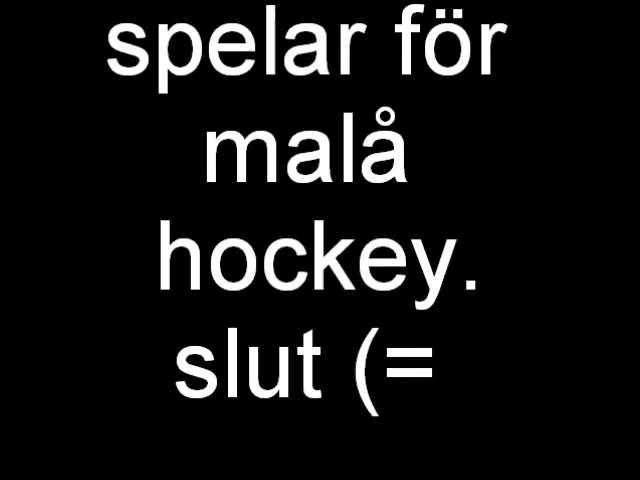 spelar för
malå
hockey.
slut (=